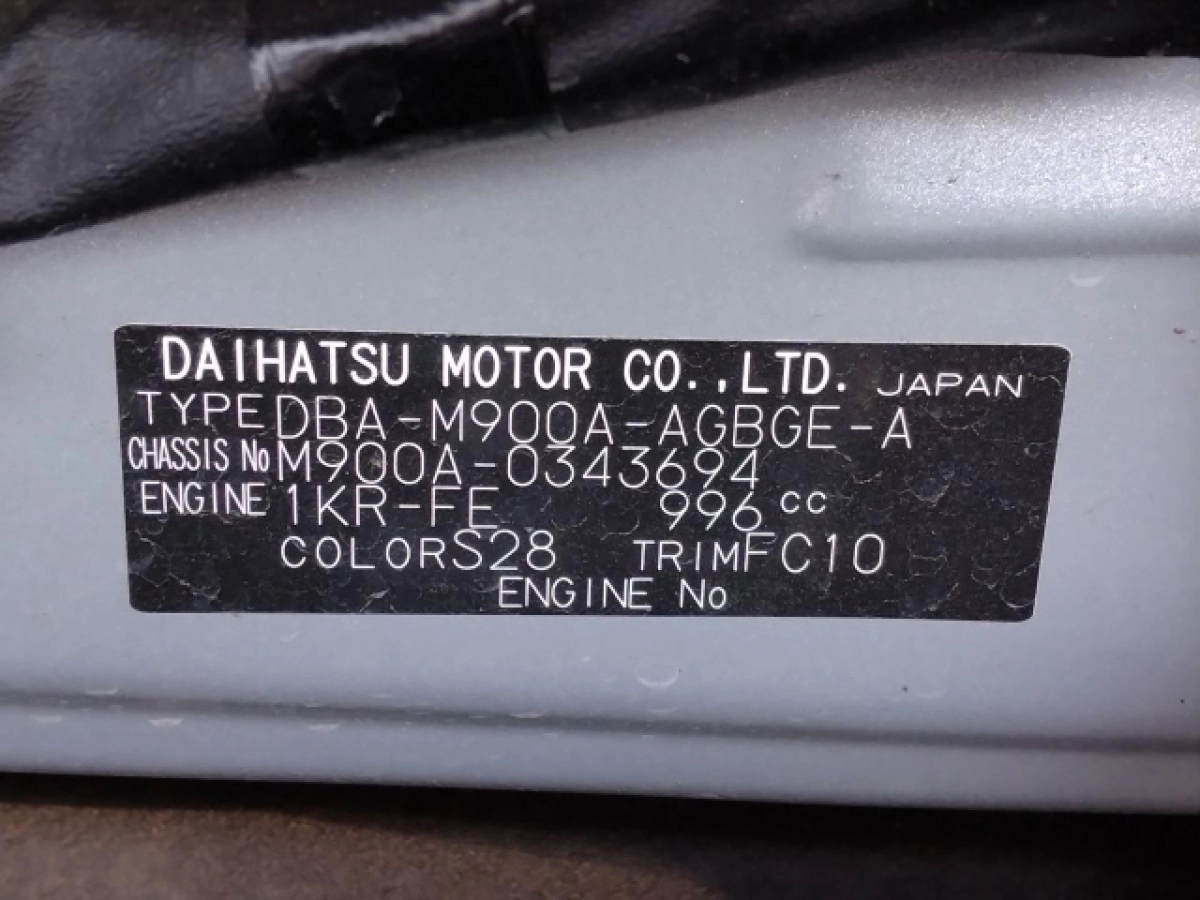 DAIHATSU MOTOR CO.,LTD. JAPAN
TYPE DBA-M900A-AGBGE-A
CHASSIS No M900A-0343694
ENGINE 1KR-FE 996 cc
COLOR S28 TRIM FC10
ENGINE No